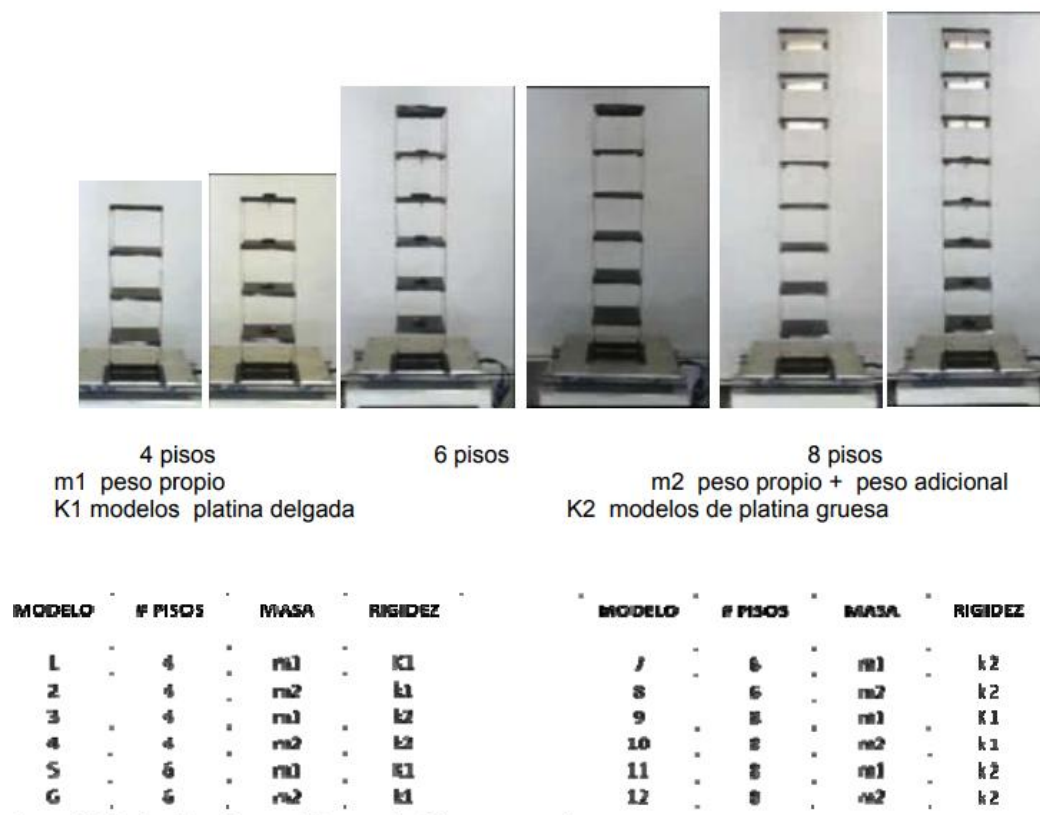 4 pisos 6 pisos 8 pisos
m1 peso propio m2 peso propio + peso adicional
K1 modelos platina delgada K2 modelos de platina gruesa
MODELO # PISOS MASA RIGIDEZ
1 4 m1 K1
2 4 m2 k1
3 4 m1 k2
4 4 m2 k2
5 6 m1 K1
6 6 m2 k1
MODELO # PISOS MASA RIGIDEZ
7 6 m1 k2
8 6 m2 k2
9 8 m1 K1
10 8 m2 k1
11 8 m1 k2
12 8 m2 k2